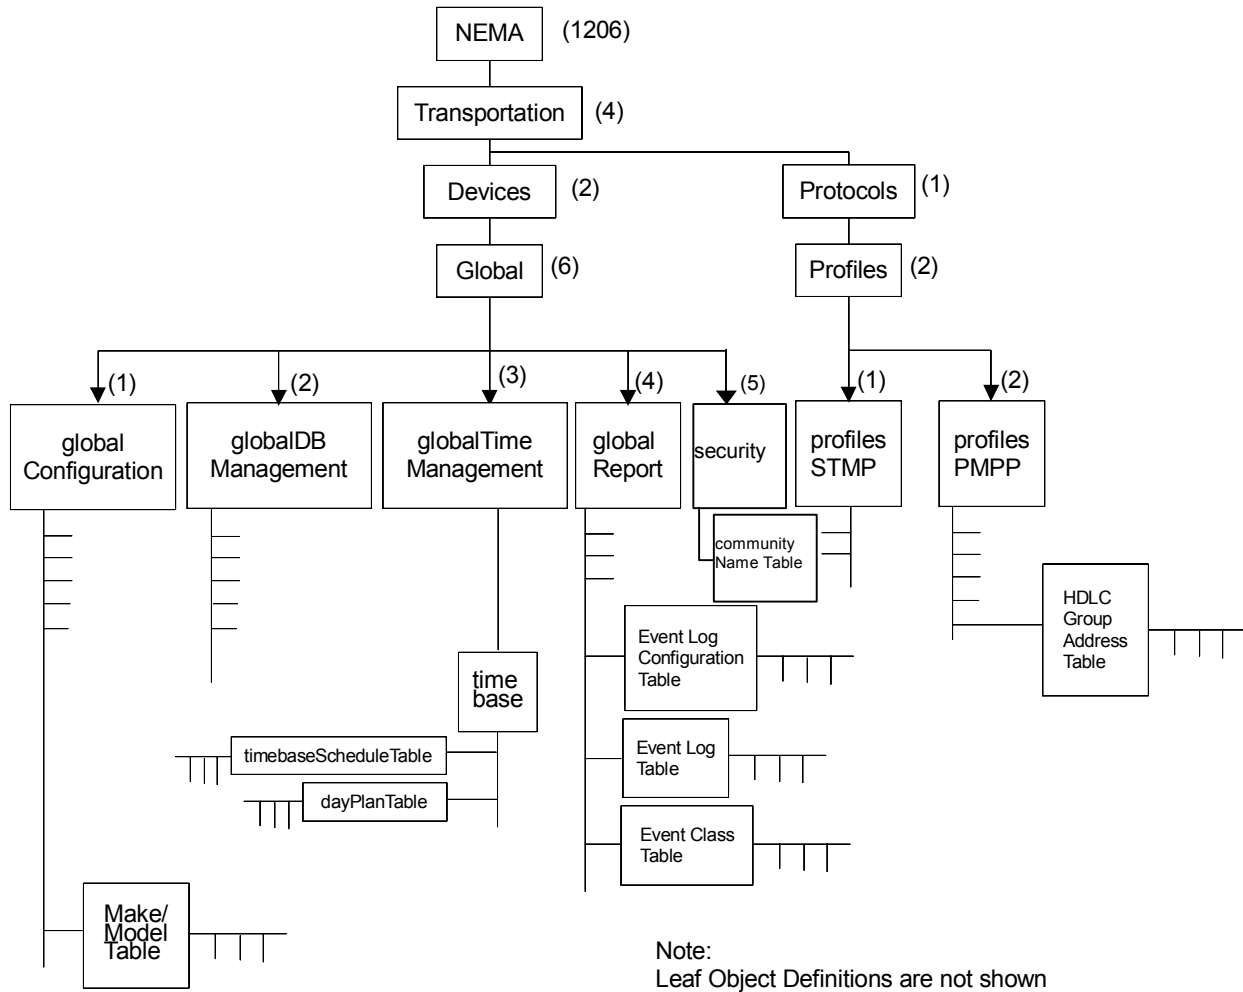 NEMA (1206)
Transportation (4)
Devices (2)
Protocols (1)
Global (6)
Profiles (2)
(1)
(2)
(3)
(4)
(5)
(1)
(2)
global
Configuration
globalDB
Management
globalTime
Management
global
Report
security
profiles
STMP
profiles
PMPP
community
Name Table
HDLC
Group
Address
Table
Event Log
Configuration
Table
time
base
timebaseScheduleTable
Event Log
Table
dayPlanTable
Event Class
Table
Make/
Model
Table
Note:
Leaf Object Definitions are not shown